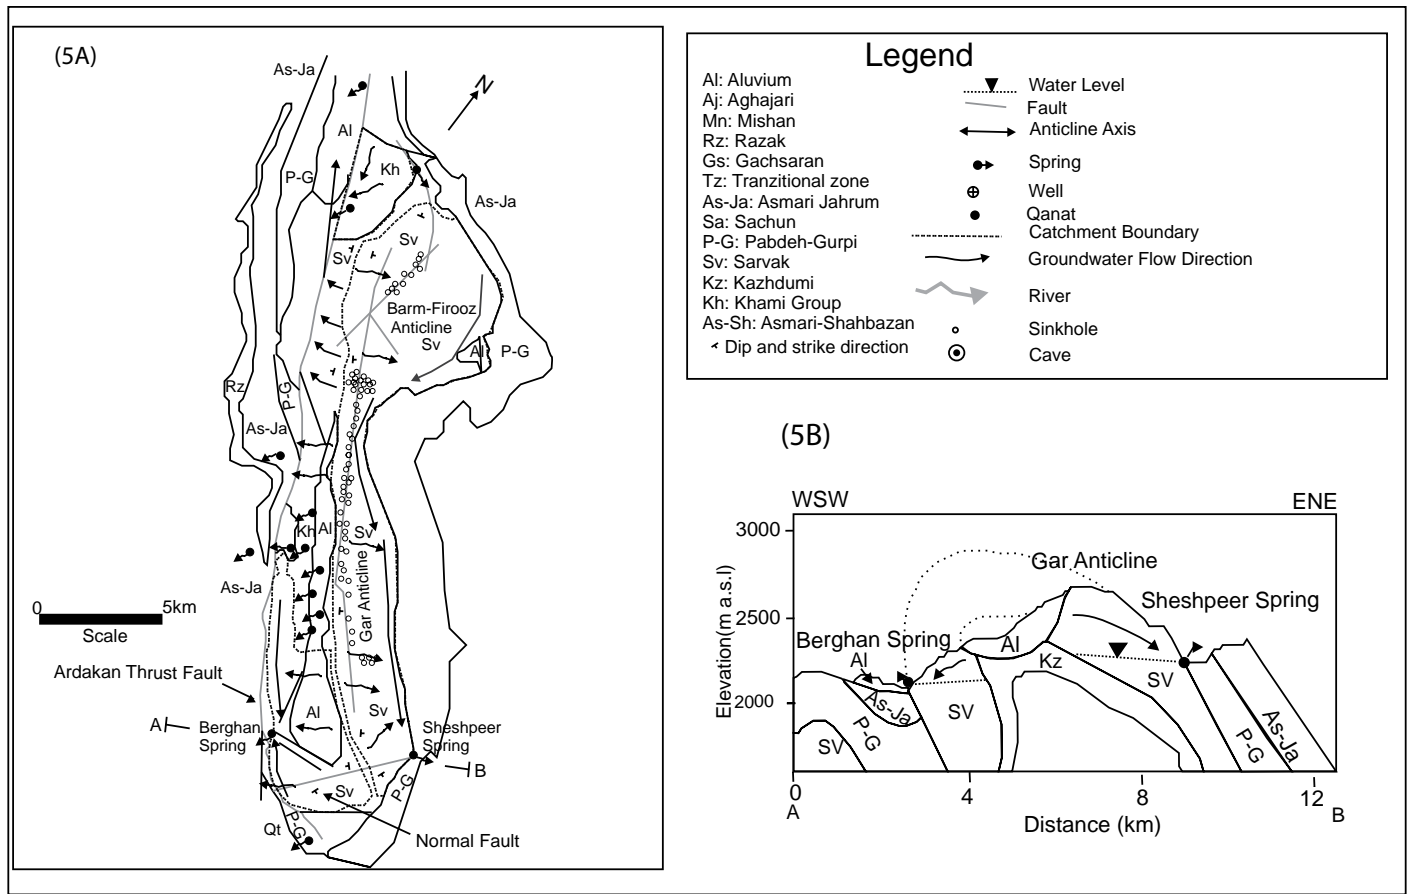 (5A)
As-Ja
N
Al
Kh
P-G
As-Ja
Sv
Sv
Barm-Firooz
Anticline
Sv
Al
P-G
Rz
P-G
As-Ja
Kh
Al
Sv
Gar Anticline
As-Ja
0
5km
Scale
Ardakan Thrust Fault
Al
Sv
A
Berghan
Spring
Sheshpeer
Spring
B
Sv
P-G
Qt
P-G
Normal Fault
Legend
Al: Aluvium
Aj: Aghajari
Mn: Mishan
Rz: Razak
Gs: Gachsaran
Tz: Tranzitional zone
As-Ja: Asmari Jahrum
Sa: Sachun
P-G: Pabdeh-Gurpi
Sv: Sarvak
Kz: Kazhdumi
Kh: Khami Group
As-Sh: Asmari-Shahbazan
Dip and strike direction
Water Level
Fault
Anticline Axis
Spring
Well
Qanat
Catchment Boundary
Groundwater Flow Direction
River
Sinkhole
Cave
(5B)
WSW
ENE
3000
2500
2000
Elevation(m a.s.l)
Gar Anticline
Sheshpeer Spring
Berghan Spring
Al
Al
Kz
SV
As-Ja
SV
P-G
SV
P-G
As-Ja
0
4
8
12
A
B
Distance (km)